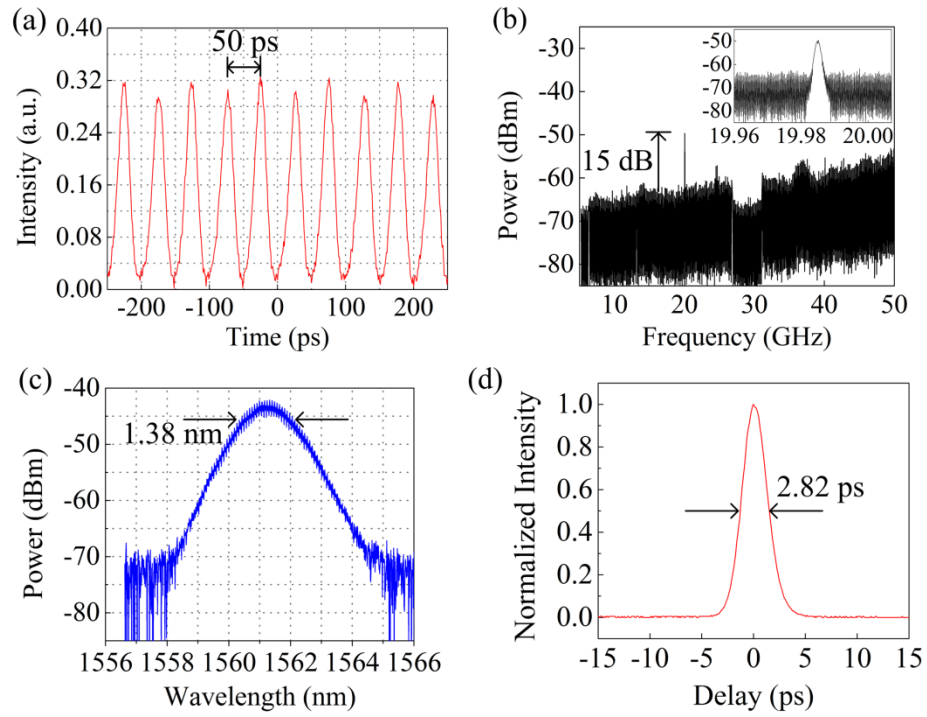 (a)
0.40
0.32
0.24
0.16
0.08
0.00
Intensity (a.u.)
50 ps
-200 -100 0 100 200
Time (ps)
(b)
-30
-40
-50
-60
-70
-80
Power (dBm)
15 dB
-50
-60
-70
-80
19.96 19.98 20.00
10 20 30 40 50
Frequency (GHz)
(c)
-40
-50
-60
-70
-80
Power (dBm)
1.38 nm
1556 1558 1560 1562 1564 1566
Wavelength (nm)
(d)
1.0
0.8
0.6
0.4
0.2
0.0
Normalized Intensity
2.82 ps
-15 -10 -5 0 5 10 15
Delay (ps)